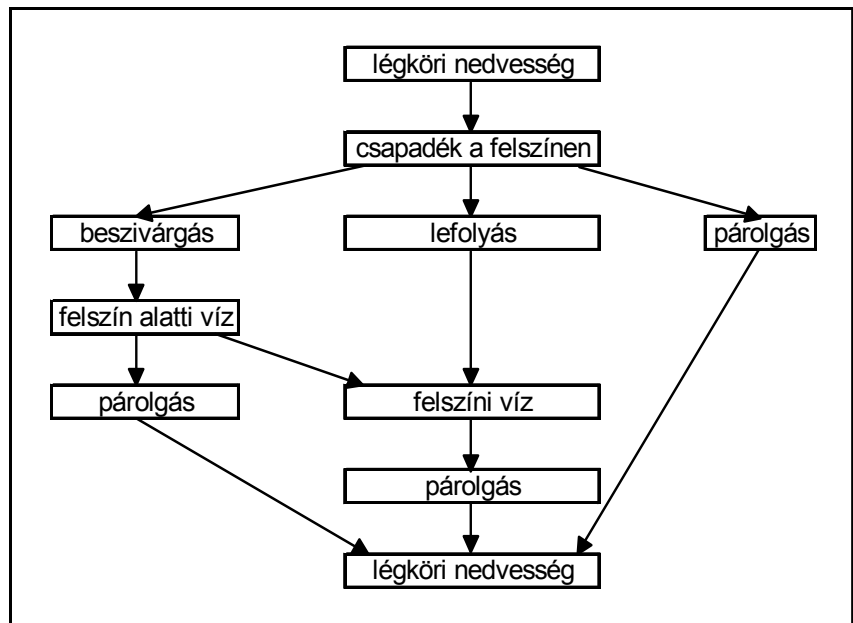 légköri nedvesség
csapadék a felszínen
beszivárgás
lefolyás
párolgás
felszín alatti víz
párolgás
felszíni víz
párolgás
légköri nedvesség